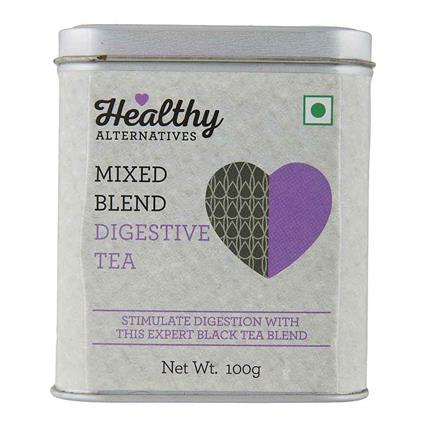 Healthy
ALTERNATIVES
MIXED
BLEND
DIGESTIVE
TEA
STIMULATE DIGESTION WITH
THIS EXPERT BLACK TEA BLEND
Net Wt. 100g